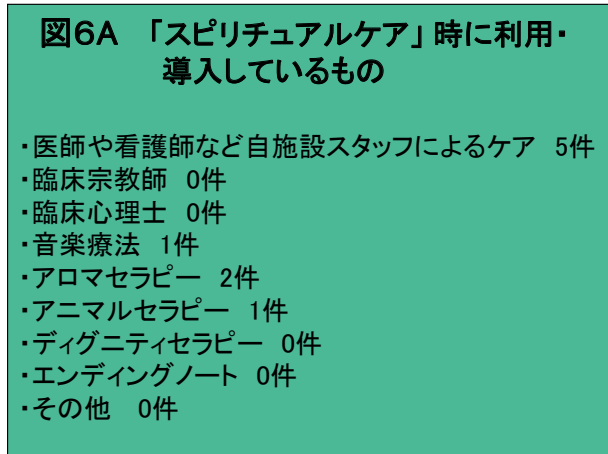 図6A 「スピリチュアルケア」時に利用・
導入しているもの
・医師や看護師など自施設スタッフによるケア 5件
・臨床宗教師 0件
・臨床心理士 0件
・音楽療法 1件
・アロマセラピー 2件
・アニマルセラピー 1件
・ディグニティセラピー 0件
・エンディングノート 0件
・その他 0件